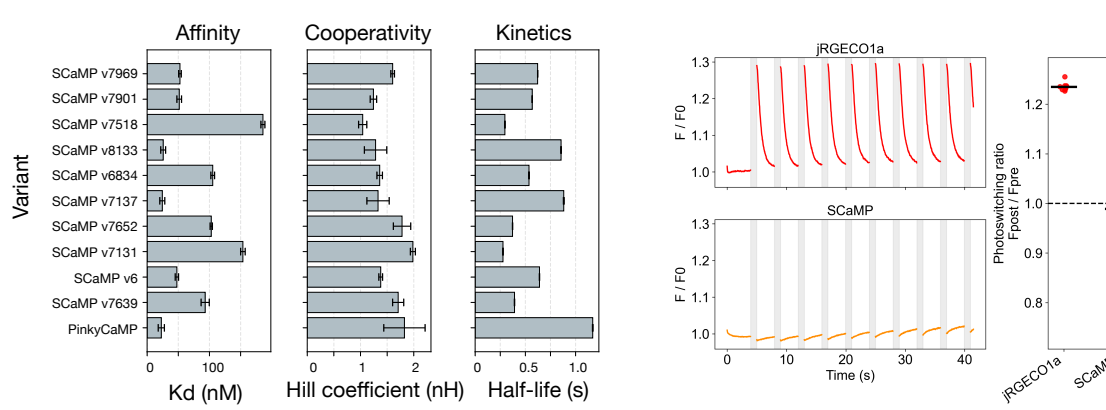 Affinity
Cooperativity
Kinetics
Variant
SCaMP v7969
SCaMP v7901
SCaMP v7518
SCaMP v8133
SCaMP v6834
SCaMP v7137
SCaMP v7652
SCaMP v7131
SCaMP v6
SCaMP v7639
PinkyCaMP
0 100
Kd (nM)
0 1 2
Hill coefficient (nH)
0 0.5 1.0
Half-life (s)
jRGECO1a
F / F0
1.3
1.2
1.1
1.0
SCaMP
F / F0
1.3
1.2
1.1
1.0
0 10 20 30 40
Time (s)
Photoswitching ratio
Fpost / Fpre
1.2
1.1
1.0
0.9
0.8
jRGECO1a
SCaM